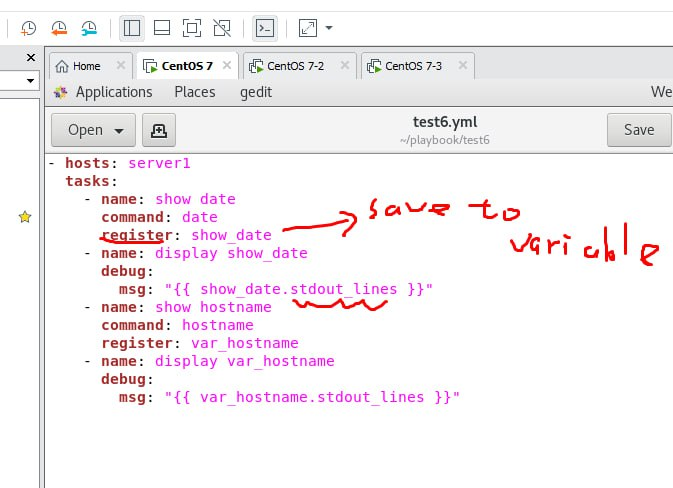 Home
CentOS 7
CentOS 7-2
CentOS 7-3
Applications Places gedit We
Open
test6.yml
~/playbook/test6
Save
- hosts: server1
  tasks:
    - name: show date
      command: date
      register: show_date
save to
variable
    - name: display show_date
      debug:
        msg: "{{ show_date.stdout_lines }}"
    - name: show hostname
      command: hostname
      register: var_hostname
    - name: display var_hostname
      debug:
        msg: "{{ var_hostname.stdout_lines }}"